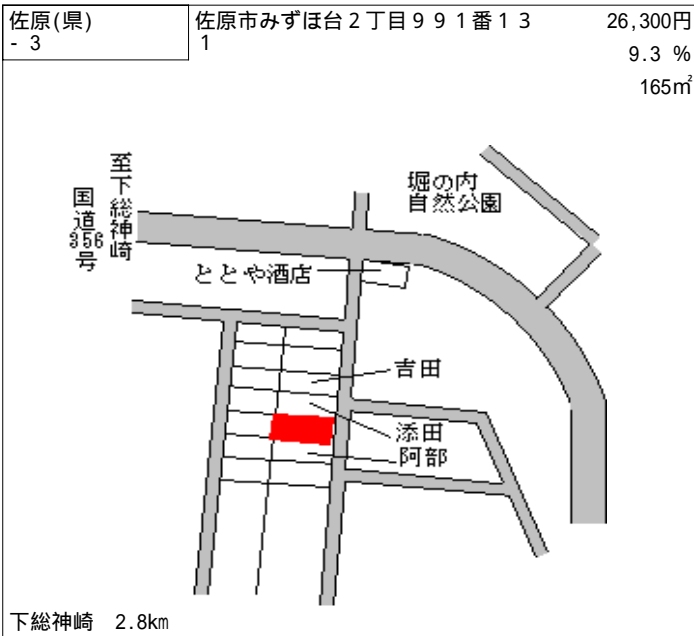 佐原(県)
- 3
佐原市みずほ台２丁目９９１番１３
1
26,300円
9.3 %
165㎡
至下総神崎
国道356号
堀の内
自然公園
ととや酒店
吉田
添田
阿部
下総神崎 2.8km